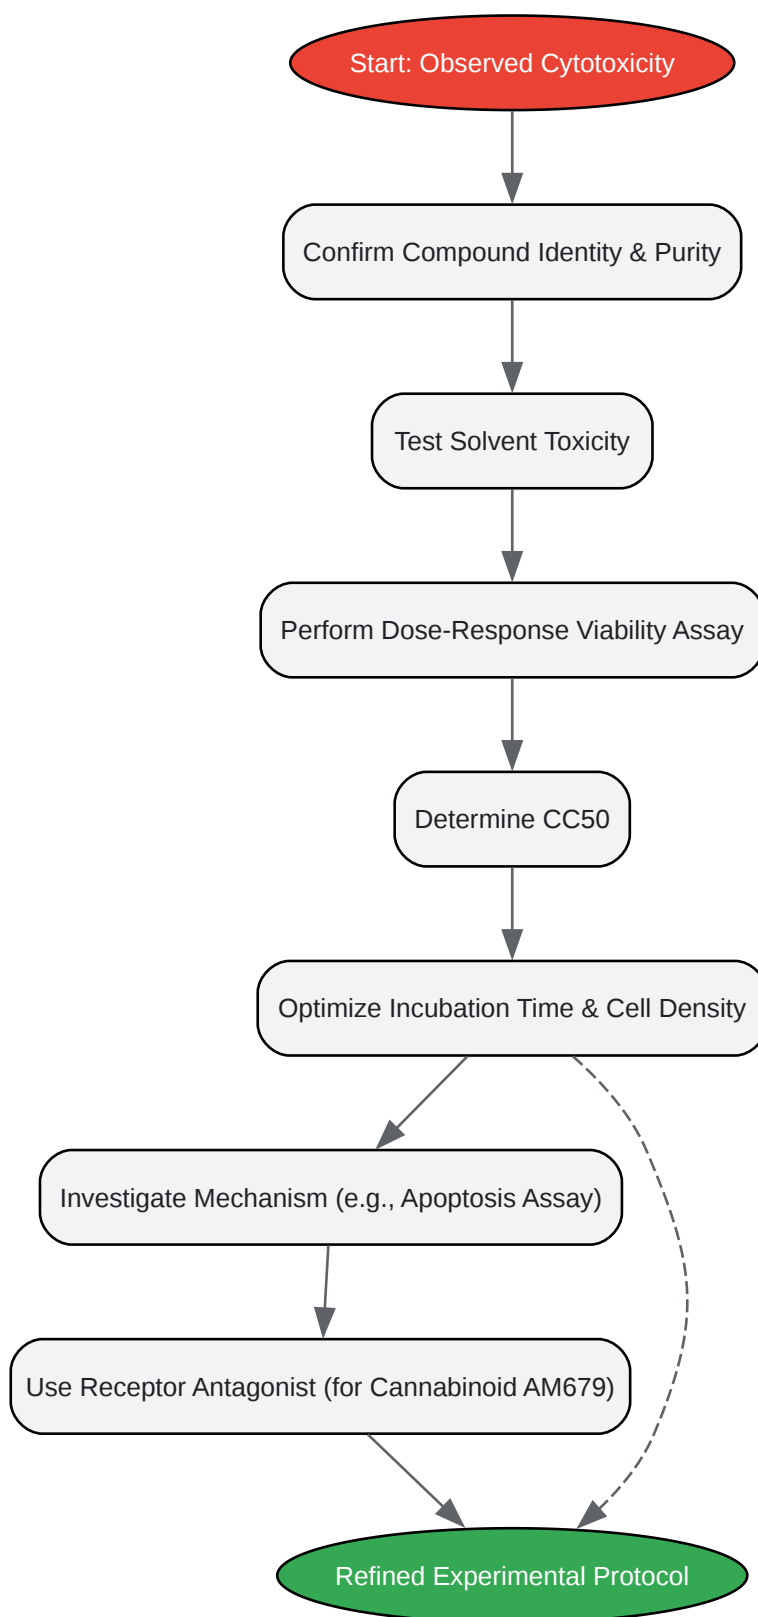 Start: Observed Cytotoxicity
Confirm Compound Identity & Purity
Test Solvent Toxicity
Perform Dose-Response Viability Assay
Determine CC50
Optimize Incubation Time & Cell Density
Investigate Mechanism (e.g., Apoptosis Assay)
Use Receptor Antagonist (for Cannabinoid AM679)
Refined Experimental Protocol